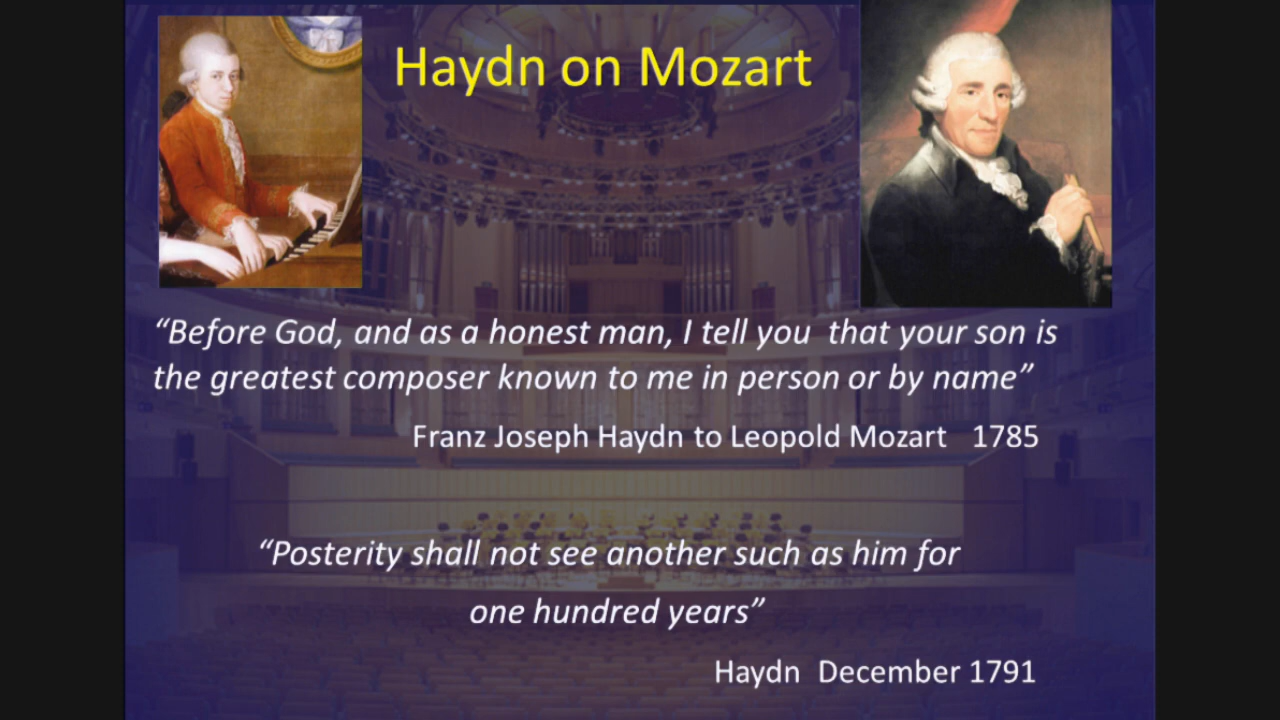 Haydn on Mozart
“Before God, and as a honest man, I tell you  that your son is
the greatest composer known to me in person or by name”
Franz Joseph Haydn to Leopold Mozart   1785
“Posterity shall not see another such as him for
one hundred years”
Haydn  December 1791